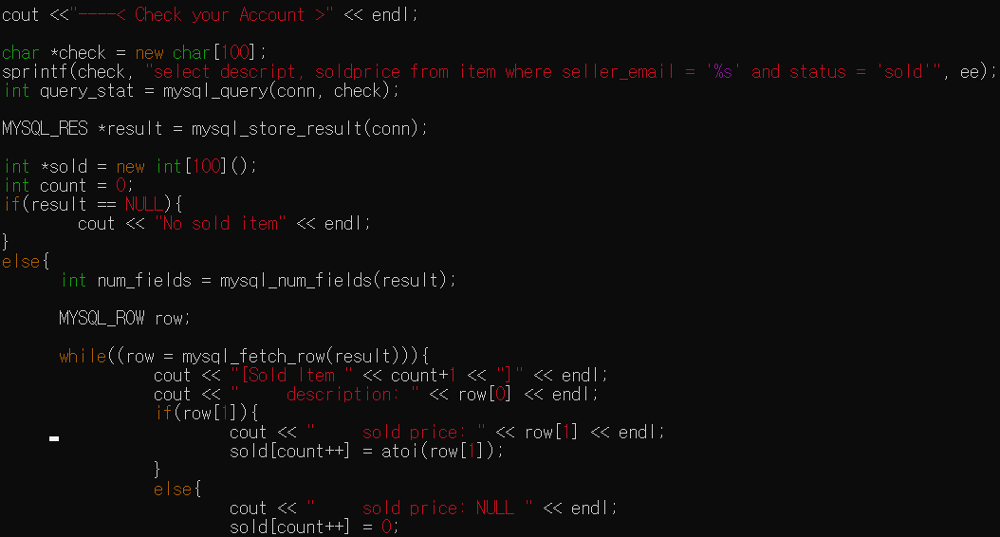 cout <<"----< Check your Account >" << endl;
char *check = new char[100];
sprintf(check, "select descript, soldprice from item where seller_email = '%s' and status = 'sold'", ee);
int query_stat = mysql_query(conn, check);
MYSQL_RES *result = mysql_store_result(conn);
int *sold = new int[100]();
int count = 0;
if(result == NULL){
cout << "No sold item" << endl;
}
else{
int num_fields = mysql_num_fields(result);
MYSQL_ROW row;
while((row = mysql_fetch_row(result))){
cout << "[Sold Item " << count+1 << "]" << endl;
cout << "     description: " << row[0] << endl;
if(row[1]){
cout << "     sold price: " << row[1] << endl;
sold[count++] = atoi(row[1]);
}
else{
cout << "     sold price: NULL " << endl;
sold[count++] = 0;